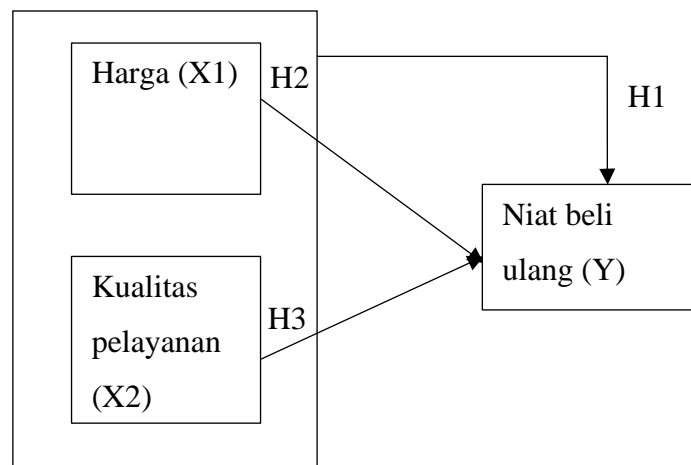 Harga (X1)
H2
H1
Niat beli
ulang (Y)
Kualitas
pelayanan
(X2)
H3